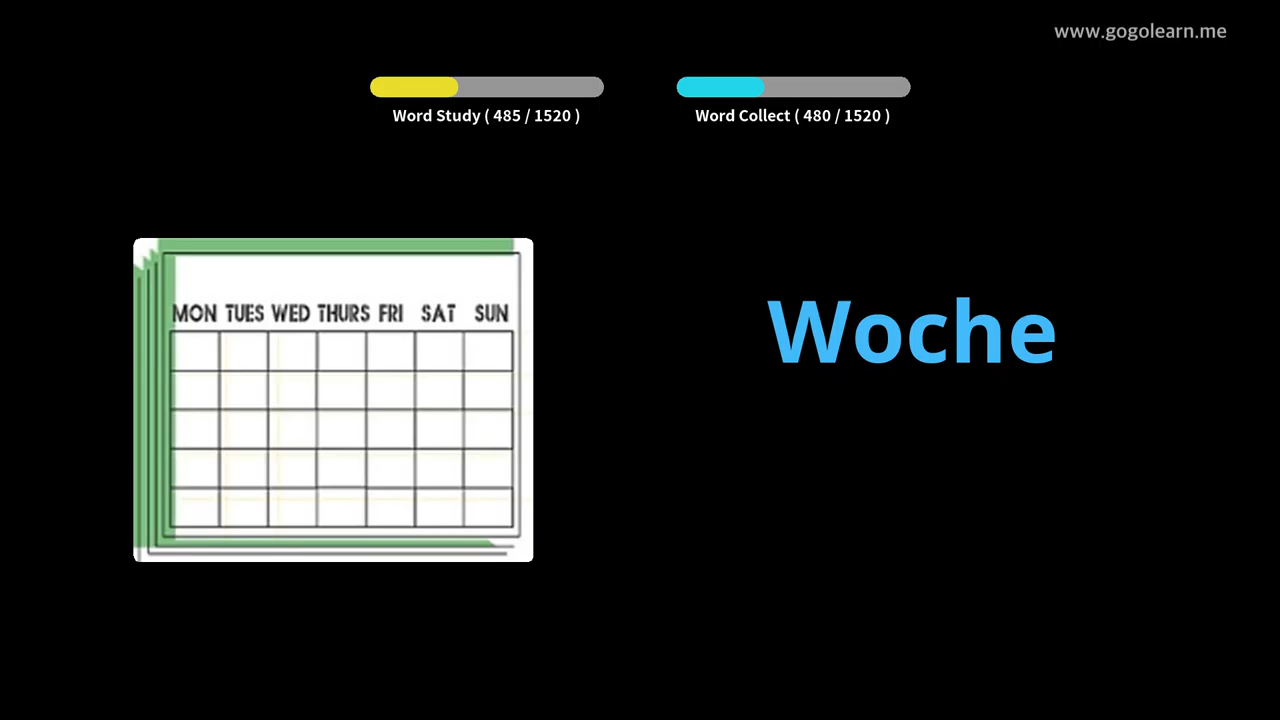 www.gogolearn.me
Word Study ( 485 / 1520 )
Word Collect ( 480 / 1520 )
MON TUES WED THURS FRI SAT SUN
Woche